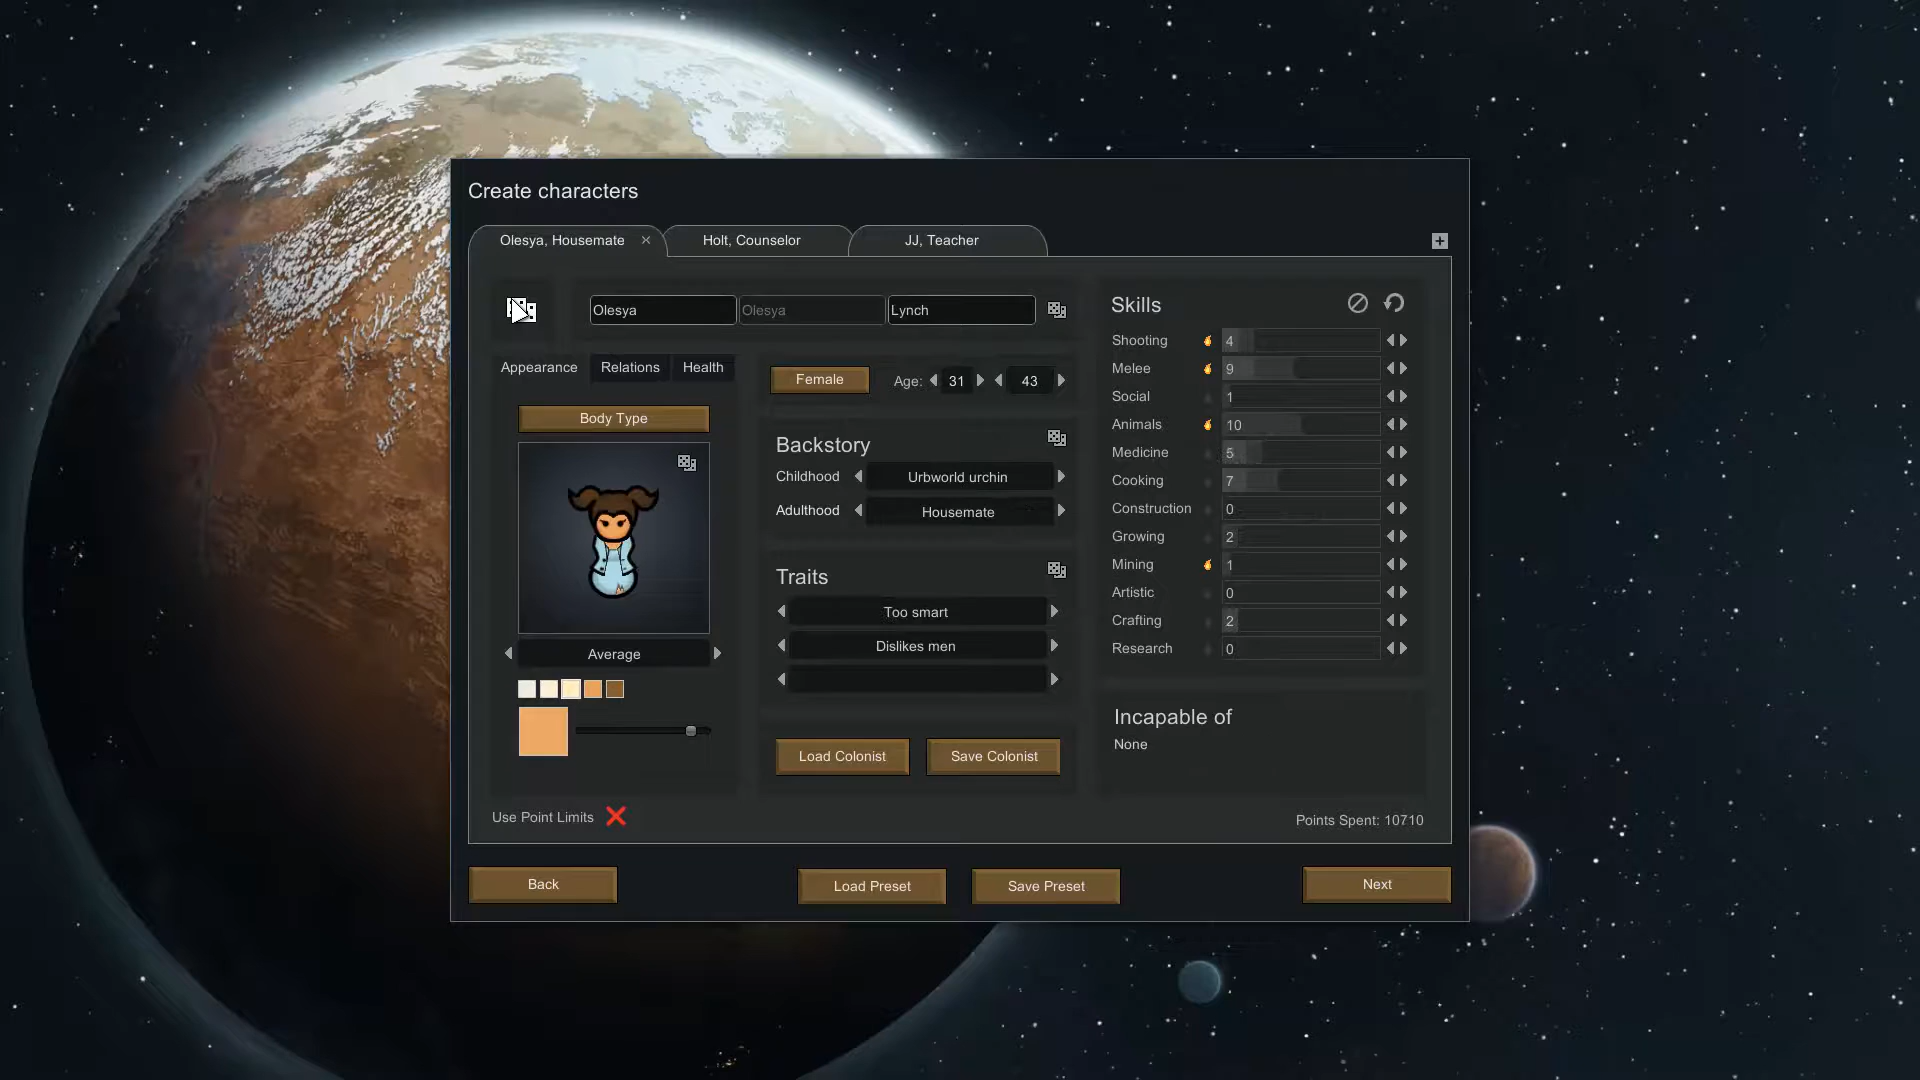 Create characters
Olesya, Housemate
Holt, Counselor
JJ, Teacher
Olesya
Olesya
Lynch
Appearance
Relations
Health
Body Type
Average
Female
Age:
31
43
Backstory
Childhood
Urbworld urchin
Adulthood
Housemate
Traits
Too smart
Dislikes men
Load Colonist
Save Colonist
Skills
Shooting 4
Melee 9
Social 1
Animals 10
Medicine 5
Cooking 7
Construction 0
Growing 2
Mining 1
Artistic 0
Crafting 2
Research 0
Incapable of
None
Use Point Limits
Points Spent: 10710
Back
Load Preset
Save Preset
Next